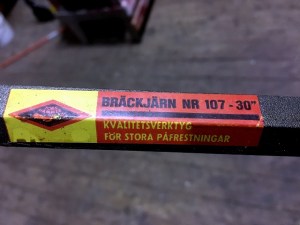 BRÄCKJÄRN NR 107 - 30"
KVALITETSVERKTYG
FÖR STORA PÅFRESTNINGAR